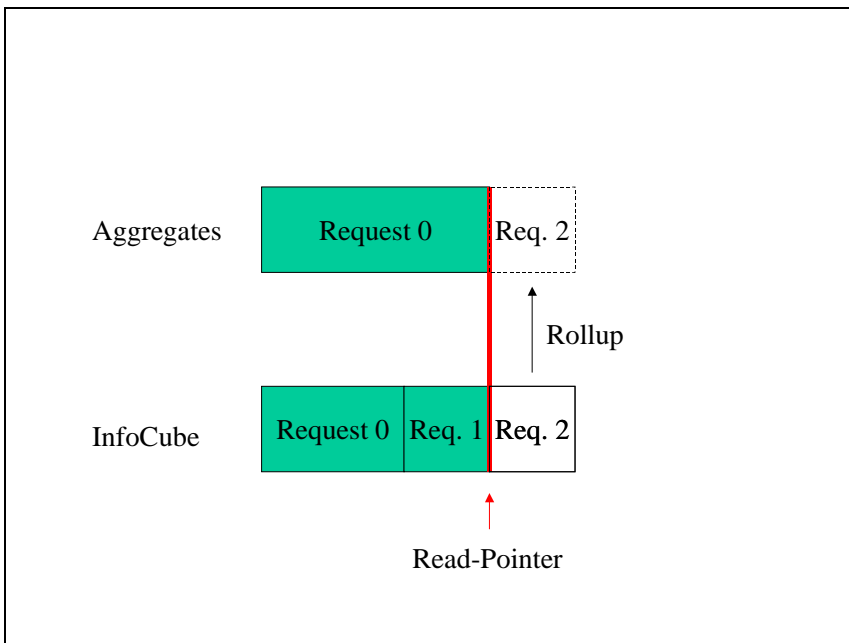 Aggregates
Request 0
Req. 2
Rollup
InfoCube
Request 0
Req. 1
Req. 2
Read-Pointer